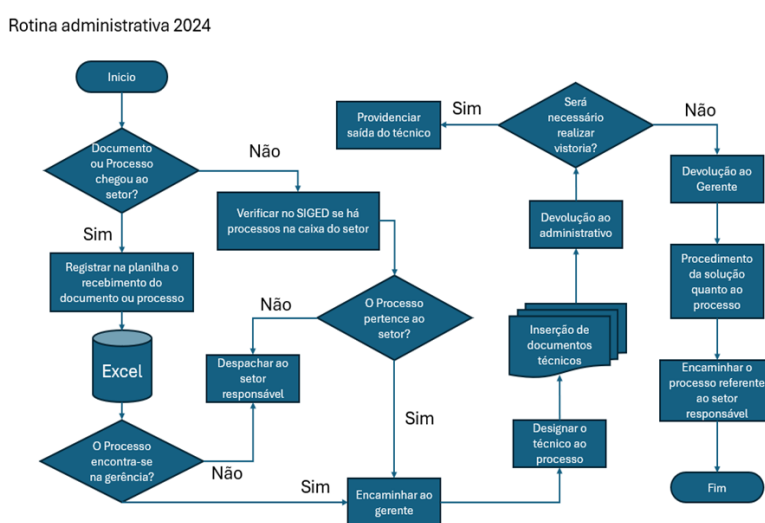 Rotina administrativa 2024
Inicio
Documento
ou Processo
chegou ao
setor?
Não
Sim
Verificar no SIGED se há
processos na caixa do setor
Registrar na planilha o
recebimento do
documento ou processo
Excel
O Processo
encontra-se
na gerência?
Não
Sim
Despachar ao
setor
responsável
Não
O Processo
pertence ao
setor?
Sim
Encaminhar ao
gerente
Designar o
técnico ao
processo
Inserção de
documentos
técnicos
Devolução ao
administrativo
Será
necessário
realizar
vistoria?
Sim
Providenciar
saída do técnico
Não
Devolução ao
Gerente
Procedimento
da solução
quanto ao
processo
Encaminhar o
processo referente
ao setor
responsável
Fim